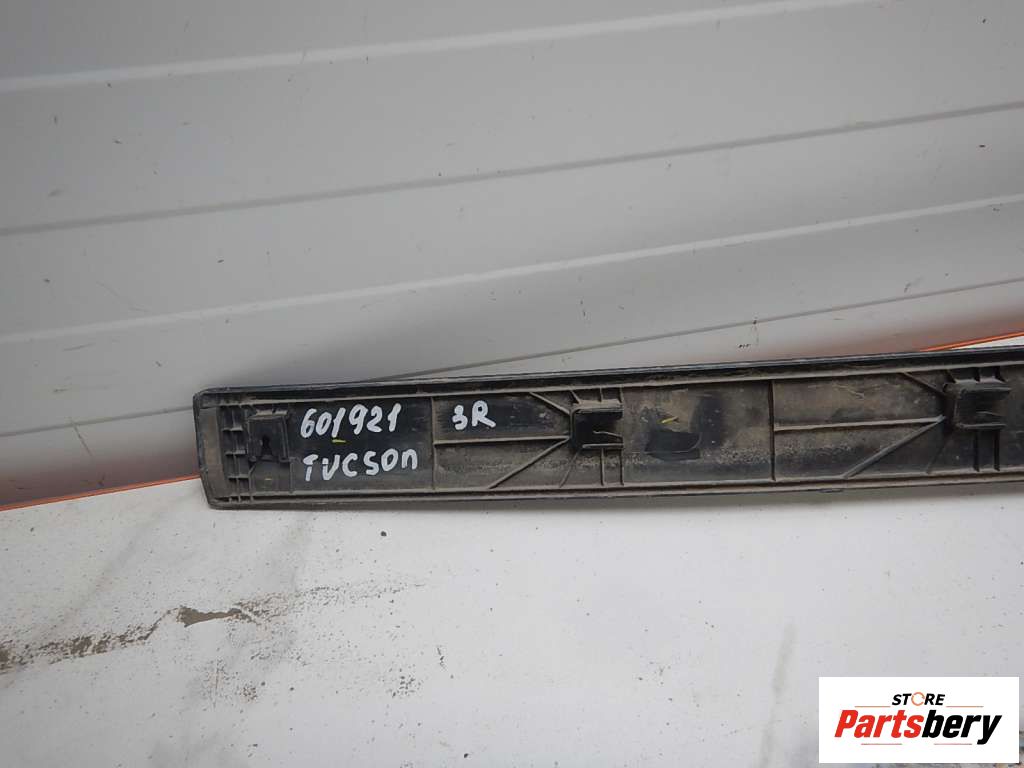 601921 3R
TUCSON
STORE
Partsbery